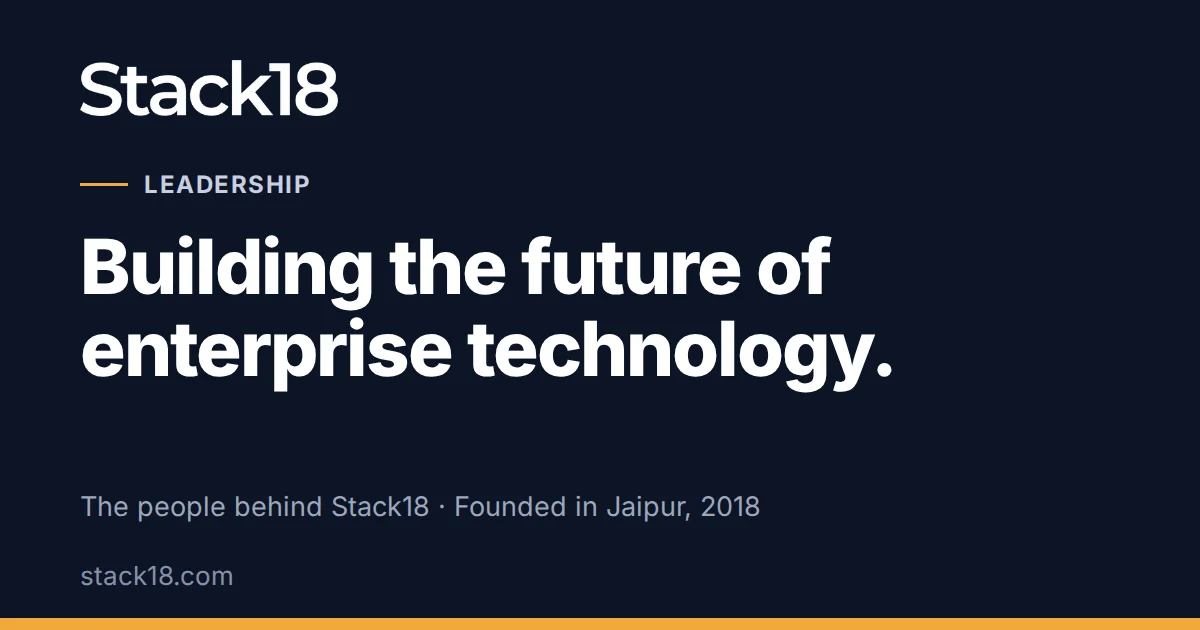 Stack18
LEADERSHIP
Building the future of
enterprise technology.
The people behind Stack18 · Founded in Jaipur, 2018
stack18.com